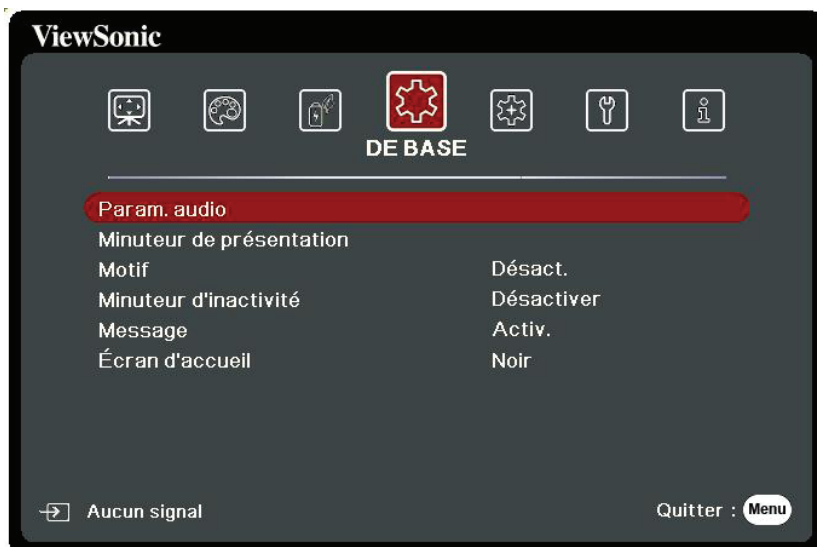 ViewSonic
DE BASE
Param. audio
Minuteur de présentation
Motif Désact.
Minuteur d'inactivité Désactiver
Message Activ.
Écran d'accueil Noir
Aucun signal Quitter : Menu